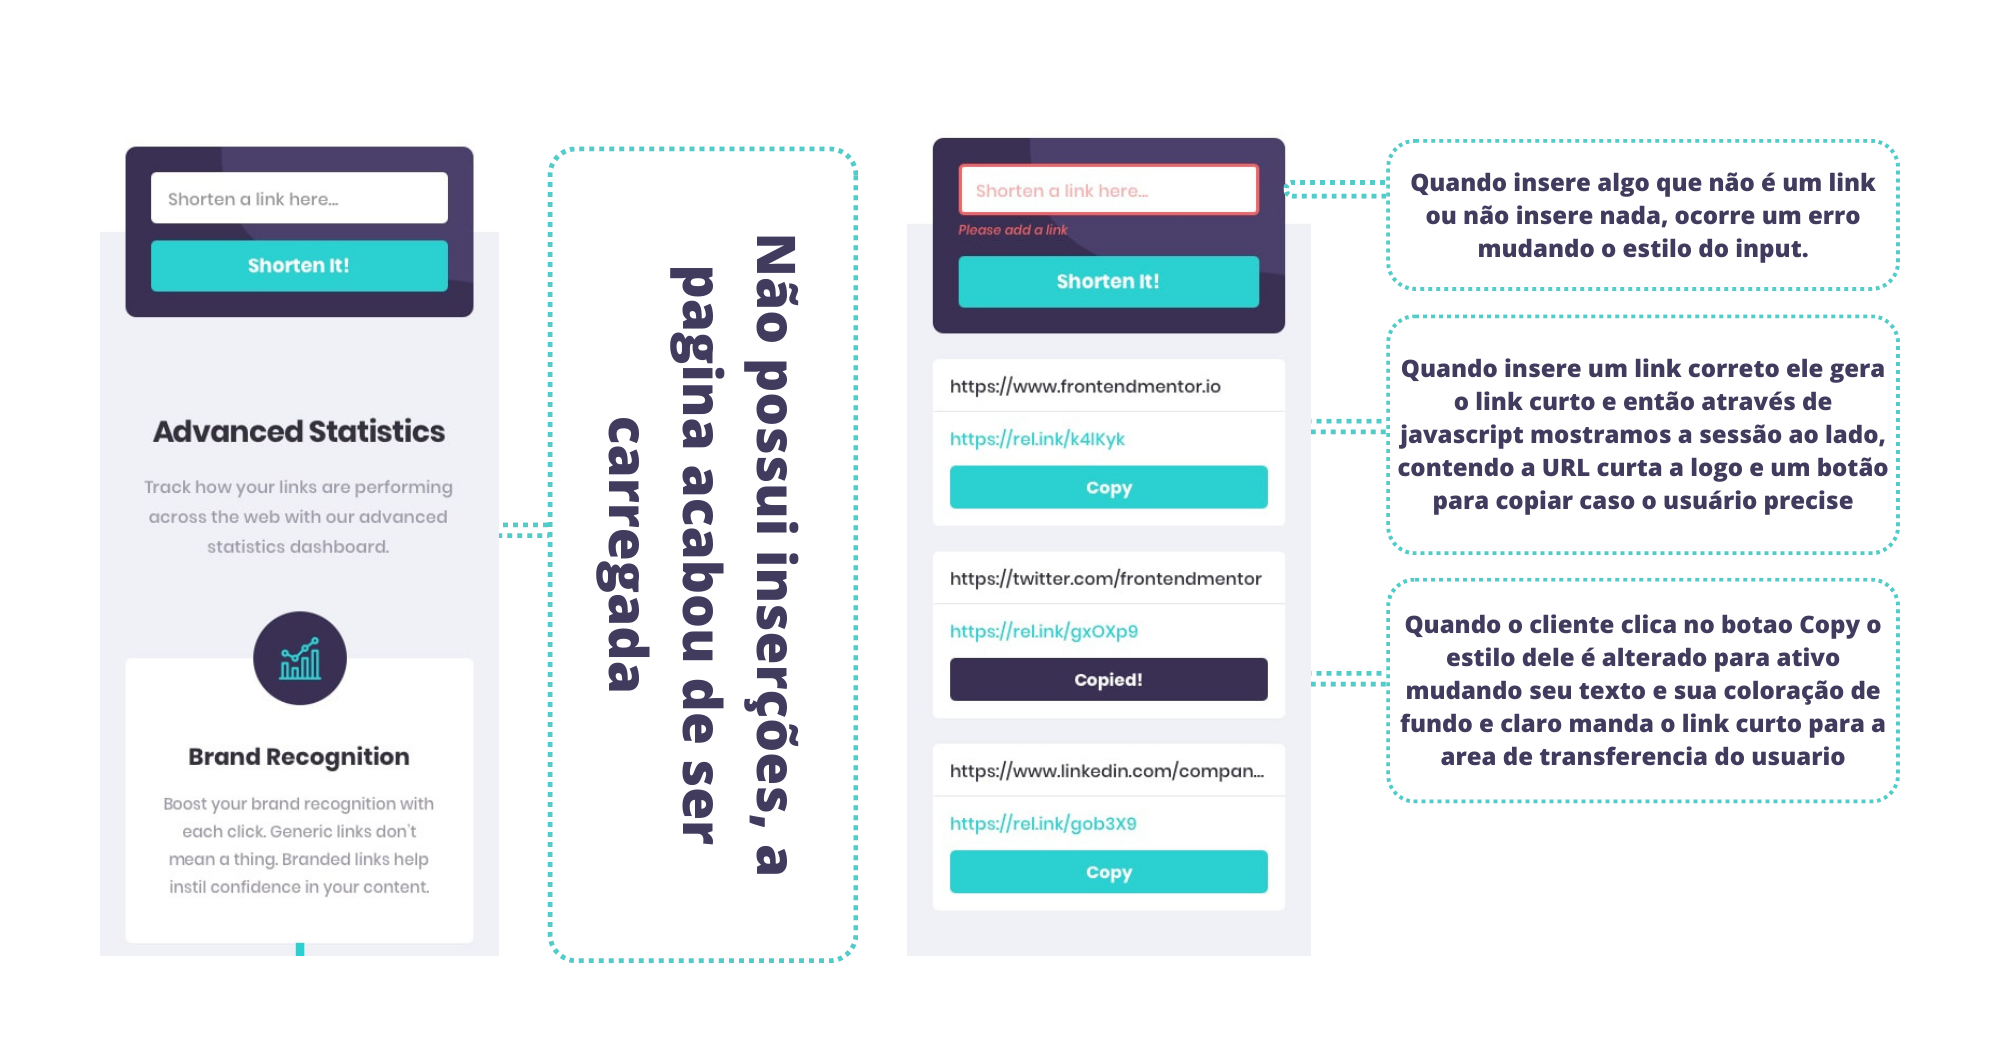 Shorten a link here...
Shorten It!
Advanced Statistics
Track how your links are performing
across the web with our advanced
statistics dashboard.
Brand Recognition
Boost your brand recognition with
each click. Generic links don't
mean a thing. Branded links help
instil confidence in your content.
Não possui inserções, a
pagina acabou de ser
carregada
Shorten a link here...
Please add a link
Shorten It!
https://www.frontendmentor.io
https://rel.ink/k4lKyk
Copy
https://twitter.com/frontendmentor
https://rel.ink/gxOXp9
Copied!
https://www.linkedin.com/compan...
https://rel.ink/gob3X9
Copy
Quando insere algo que não é um link
ou não insere nada, ocorre um erro
mudando o estilo do input.
Quando insere um link correto ele gera
o link curto e então através de
javascript mostramos a sessão ao lado,
contendo a URL curta a logo e um botão
para copiar caso o usuário precise
Quando o cliente clica no botao Copy o
estilo dele é alterado para ativo
mudando seu texto e sua coloração de
fundo e claro manda o link curto para a
area de transferencia do usuario